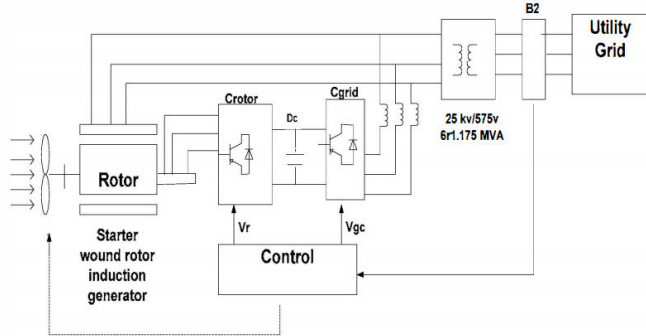 B2
Utility
Grid
Crotor
Dc
Cgrid
25 kv/575v
6r1.175 MVA
Rotor
Starter
wound rotor
induction
generator
Vr
Vgc
Control